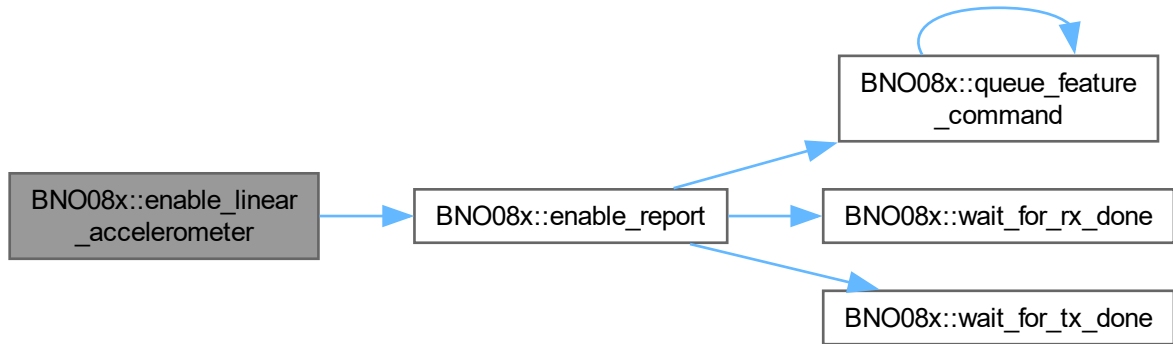 BNO08x::enable_linear
_accelerometer
BNO08x::enable_report
BNO08x::queue_feature
_command
BNO08x::wait_for_rx_done
BNO08x::wait_for_tx_done